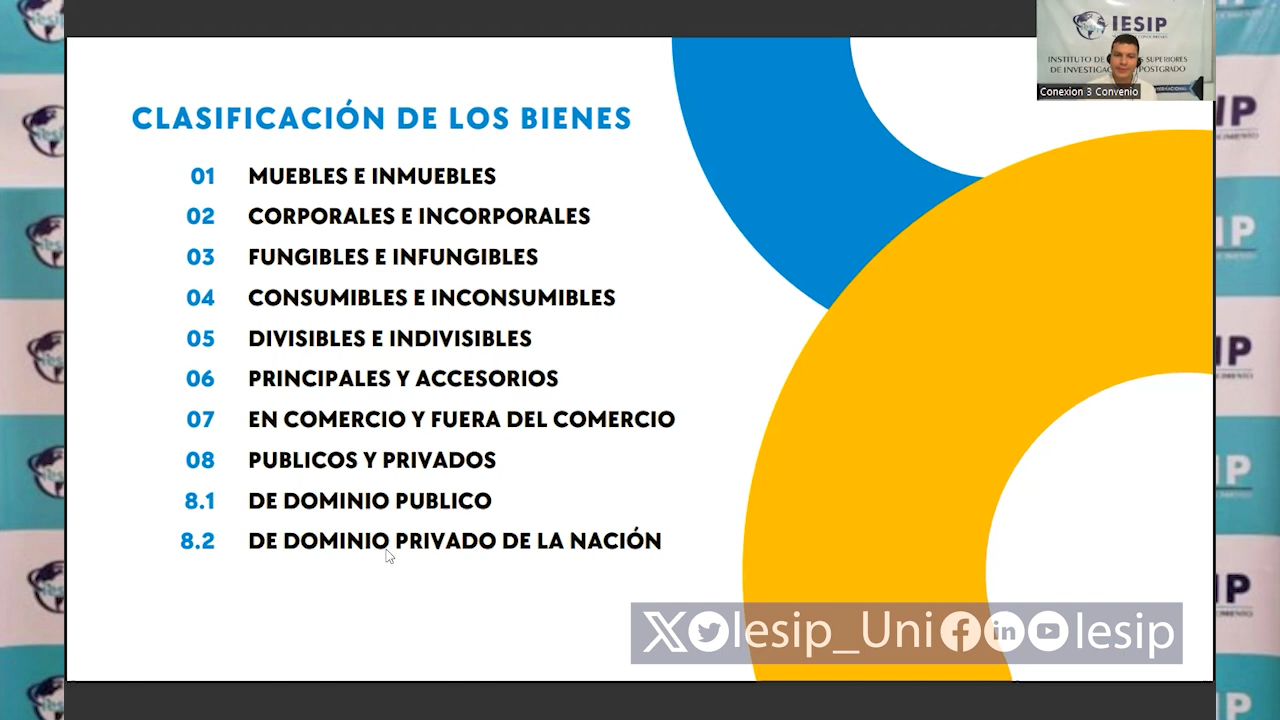 IESIP
INSTITUTO DE
SUPERIORES
DE INVESTIGAC
POSTGRADO
Conexion 3 Convenio
CLASIFICACIÓN DE LOS BIENES
01 MUEBLES E INMUEBLES
02 CORPORALES E INCORPORALES
03 FUNGIBLES E INFUNGIBLES
04 CONSUMIBLES E INCONSUMIBLES
05 DIVISIBLES E INDIVISIBLES
06 PRINCIPALES Y ACCESORIOS
07 EN COMERCIO Y FUERA DEL COMERCIO
08 PUBLICOS Y PRIVADOS
8.1 DE DOMINIO PUBLICO
8.2 DE DOMINIO PRIVADO DE LA NACIÓN
Iesip_Uni Iesip